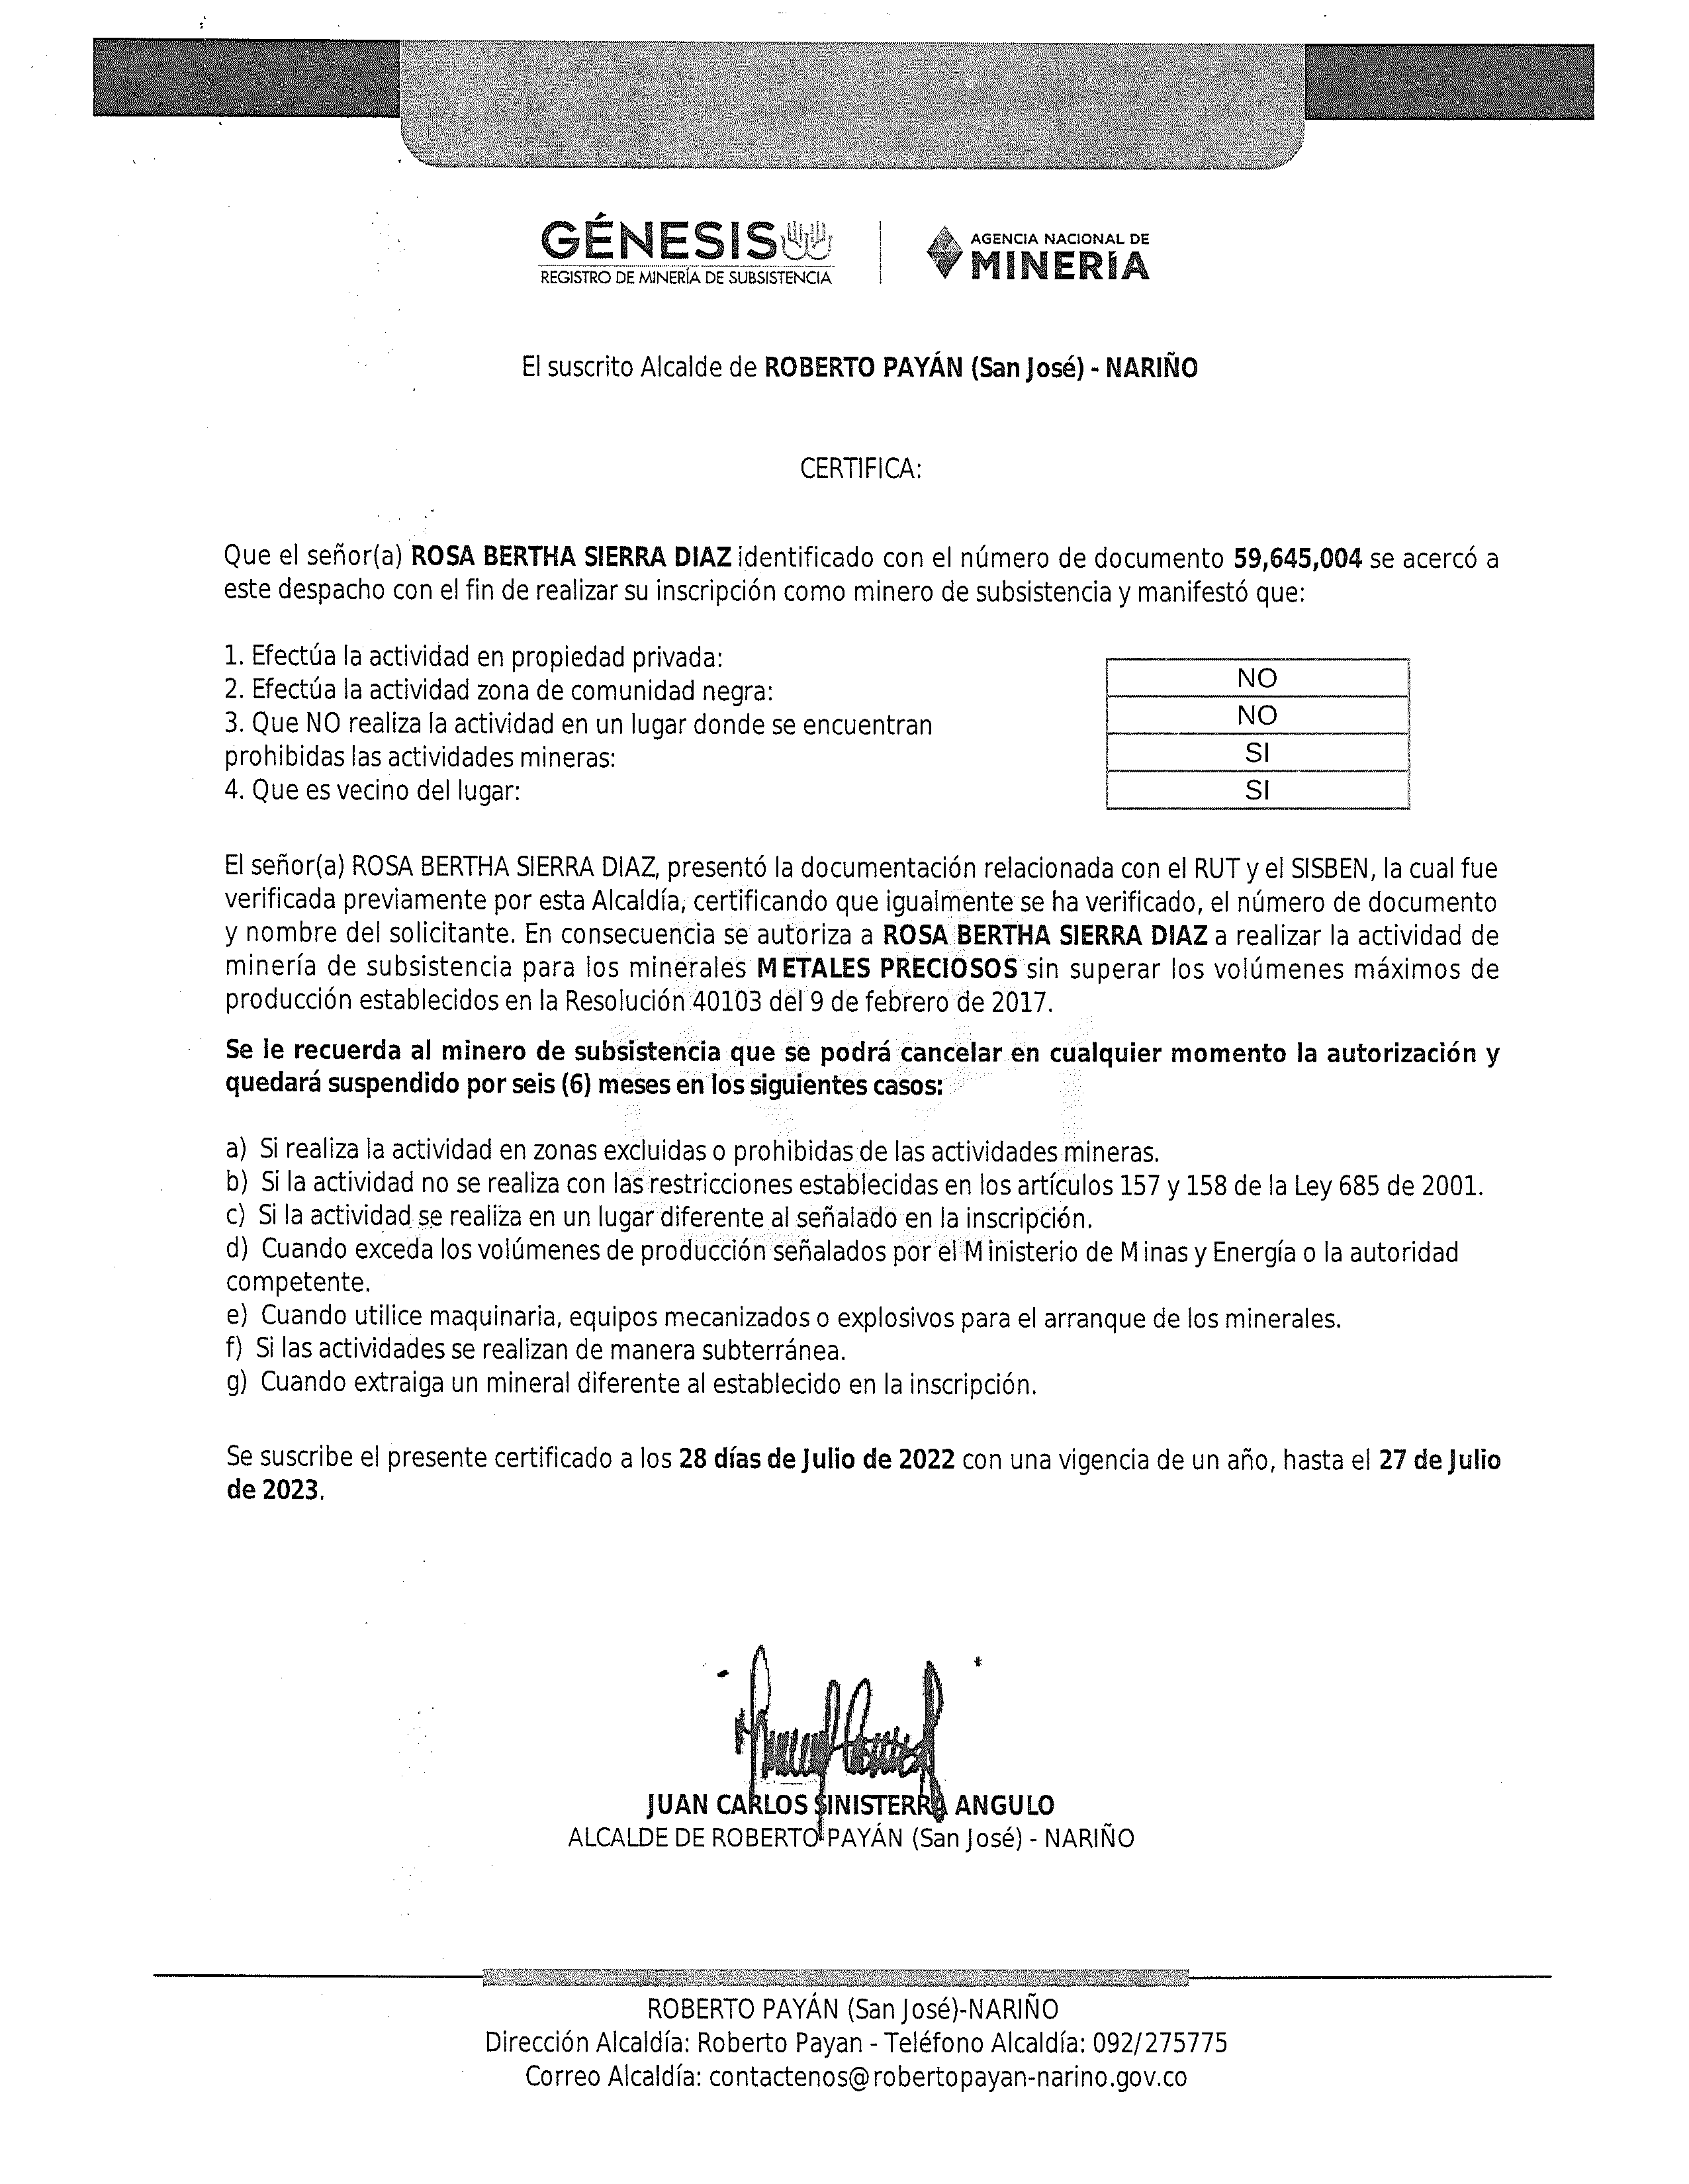 GÉNESIS
REGISTRO DE MINERÍA DE SUBSISTENCIA
AGENCIA NACIONAL DE
MINERÍA
El suscrito Alcalde de ROBERTO PAYÁN (San José) - NARIÑO
CERTIFICA:
Que el señor(a) ROSA BERTHA SIERRA DIAZ identificado con el número de documento 59,645,004 se acercó a
este despacho con el fin de realizar su inscripción como minero de subsistencia y manifestó que:
1. Efectúa la actividad en propiedad privada: NO
2. Efectúa la actividad zona de comunidad negra: NO
3. Que NO realiza la actividad en un lugar donde se encuentran
prohibidas las actividades mineras: SI
4. Que es vecino del lugar: SI
El señor(a) ROSA BERTHA SIERRA DIAZ, presentó la documentación relacionada con el RUT y el SISBEN, la cual fue
verificada previamente por esta Alcaldía, certificando que igualmente se ha verificado, el número de documento
y nombre del solicitante. En consecuencia se autoriza a ROSA BERTHA SIERRA DIAZ a realizar la actividad de
minería de subsistencia para los minerales METALES PRECIOSOS sin superar los volúmenes máximos de
producción establecidos en la Resolución 40103 del 9 de febrero de 2017.
Se le recuerda al minero de subsistencia que se podrá cancelar en cualquier momento la autorización y
quedará suspendido por seis (6) meses en los siguientes casos:
a) Si realiza la actividad en zonas excluidas o prohibidas de las actividades mineras.
b) Si la actividad no se realiza con las restricciones establecidas en los artículos 157 y 158 de la Ley 685 de 2001.
c) Si la actividad se realiza en un lugar diferente al señalado en la inscripción.
d) Cuando exceda los volúmenes de producción señalados por el Ministerio de Minas y Energía o la autoridad
competente.
e) Cuando utilice maquinaria, equipos mecanizados o explosivos para el arranque de los minerales.
f) Si las actividades se realizan de manera subterránea.
g) Cuando extraiga un mineral diferente al establecido en la inscripción.
Se suscribe el presente certificado a los 28 días de Julio de 2022 con una vigencia de un año, hasta el 27 de Julio
de 2023.
JUAN CARLOS SINISTERRA ANGULO
ALCALDE DE ROBERTO PAYÁN (San José) - NARIÑO
ROBERTO PAYÁN (San José)-NARIÑO
Dirección Alcaldía: Roberto Payan - Teléfono Alcaldía: 092/275775
Correo Alcaldía: contactenos@robertopayan-narino.gov.co